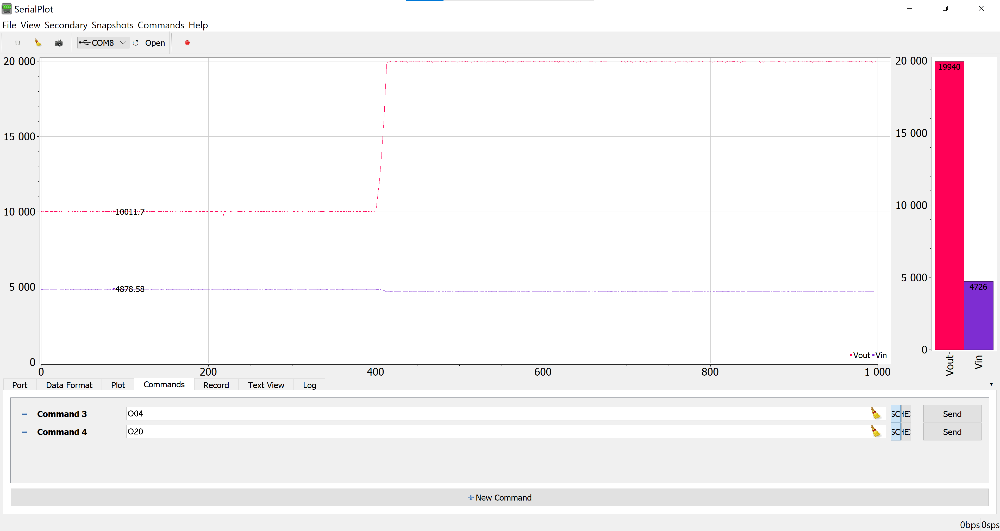 SerialPlot
File View Secondary Snapshots Commands Help
COM8 Open
20 000
15 000
10 000
5 000
0
10011.7
4878.58
Vout Vin
0 200 400 600 800 1 000
20 000
15 000
10 000
5 000
0
19940
4726
Vout
Vin
Port Data Format Plot Commands Record Text View Log
Command 3 O04 SC HEX Send
Command 4 O20 SC HEX Send
New Command
0bps 0sps